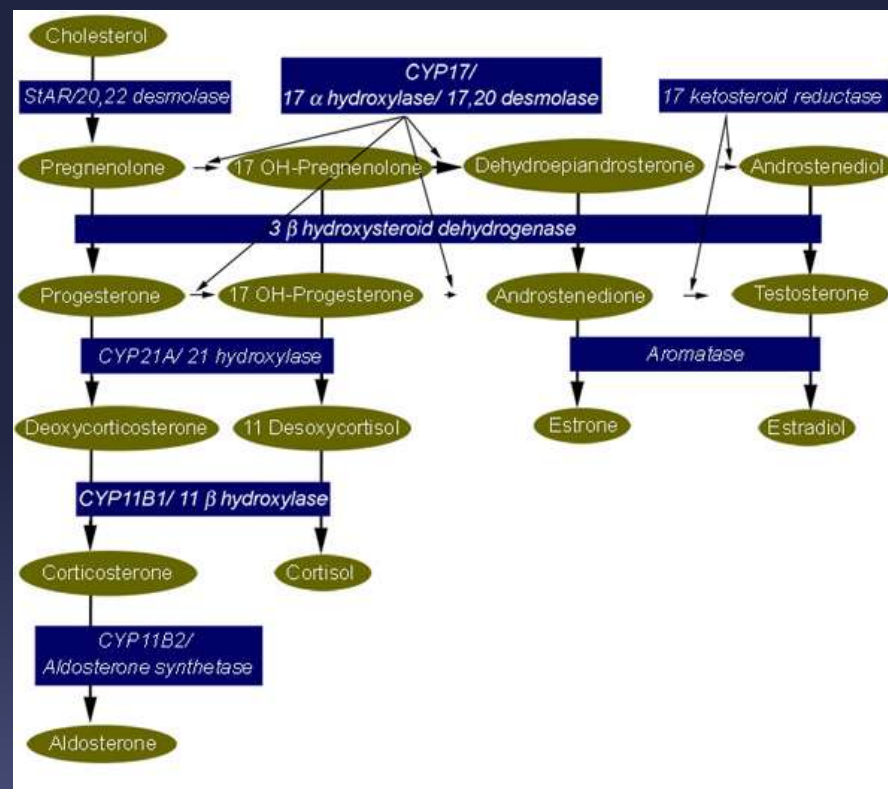 Cholesterol
StAR/20,22 desmolase
CYP17/
17 α hydroxylase/ 17,20 desmolase
17 ketosteroid reductase
Pregnenolone
17 OH-Pregnenolone
Dehydroepiandrosterone
Androstenediol
3 β hydroxysteroid dehydrogenase
Progesterone
17 OH-Progesterone
Androstenedione
Testosterone
CYP21A/ 21 hydroxylase
Aromatase
Deoxycorticosterone
11 Desoxycortisol
Estrone
Estradiol
CYP11B1/ 11 β hydroxylase
Corticosterone
Cortisol
CYP11B2/
Aldosterone synthetase
Aldosterone